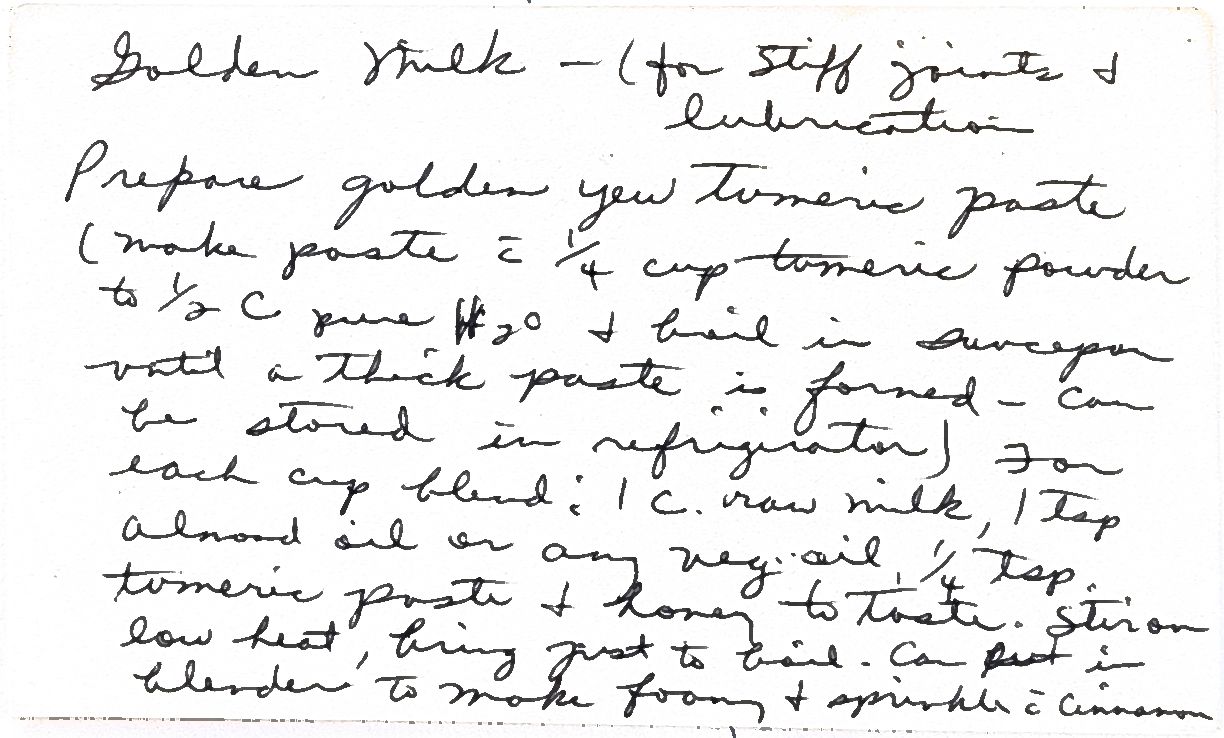 Golden Milk - (for stiff joints &
lubrication
Prepare golden yew tumeric paste
(make paste c̄ 1/4 cup tumeric powder
to 1/2 C pure H2O & boil in saucepan
until a thick paste is formed - can
be stored in refrigirator) For
each cup blend: 1 C. raw milk, 1 tsp
almond oil or any veg. oil, 1/4 tsp.
tumeric paste & honey to taste. Stir on
low heat, bring just to boil. Can put in
blender to make foamy & sprinkle c̄ cinnamon